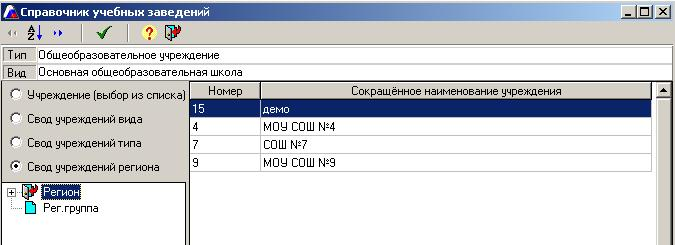 Справочник учебных заведений
Тип Общеобразовательное учреждение
Вид Основная общеобразовательная школа
Учреждение (выбор из списка)
Свод учреждений вида
Свод учреждений типа
Свод учреждений региона
Регион
Рег.группа
Номер Сокращённое наименование учреждения
15 демо
4 МОУ СОШ №4
7 СОШ №7
9 МОУ СОШ №9